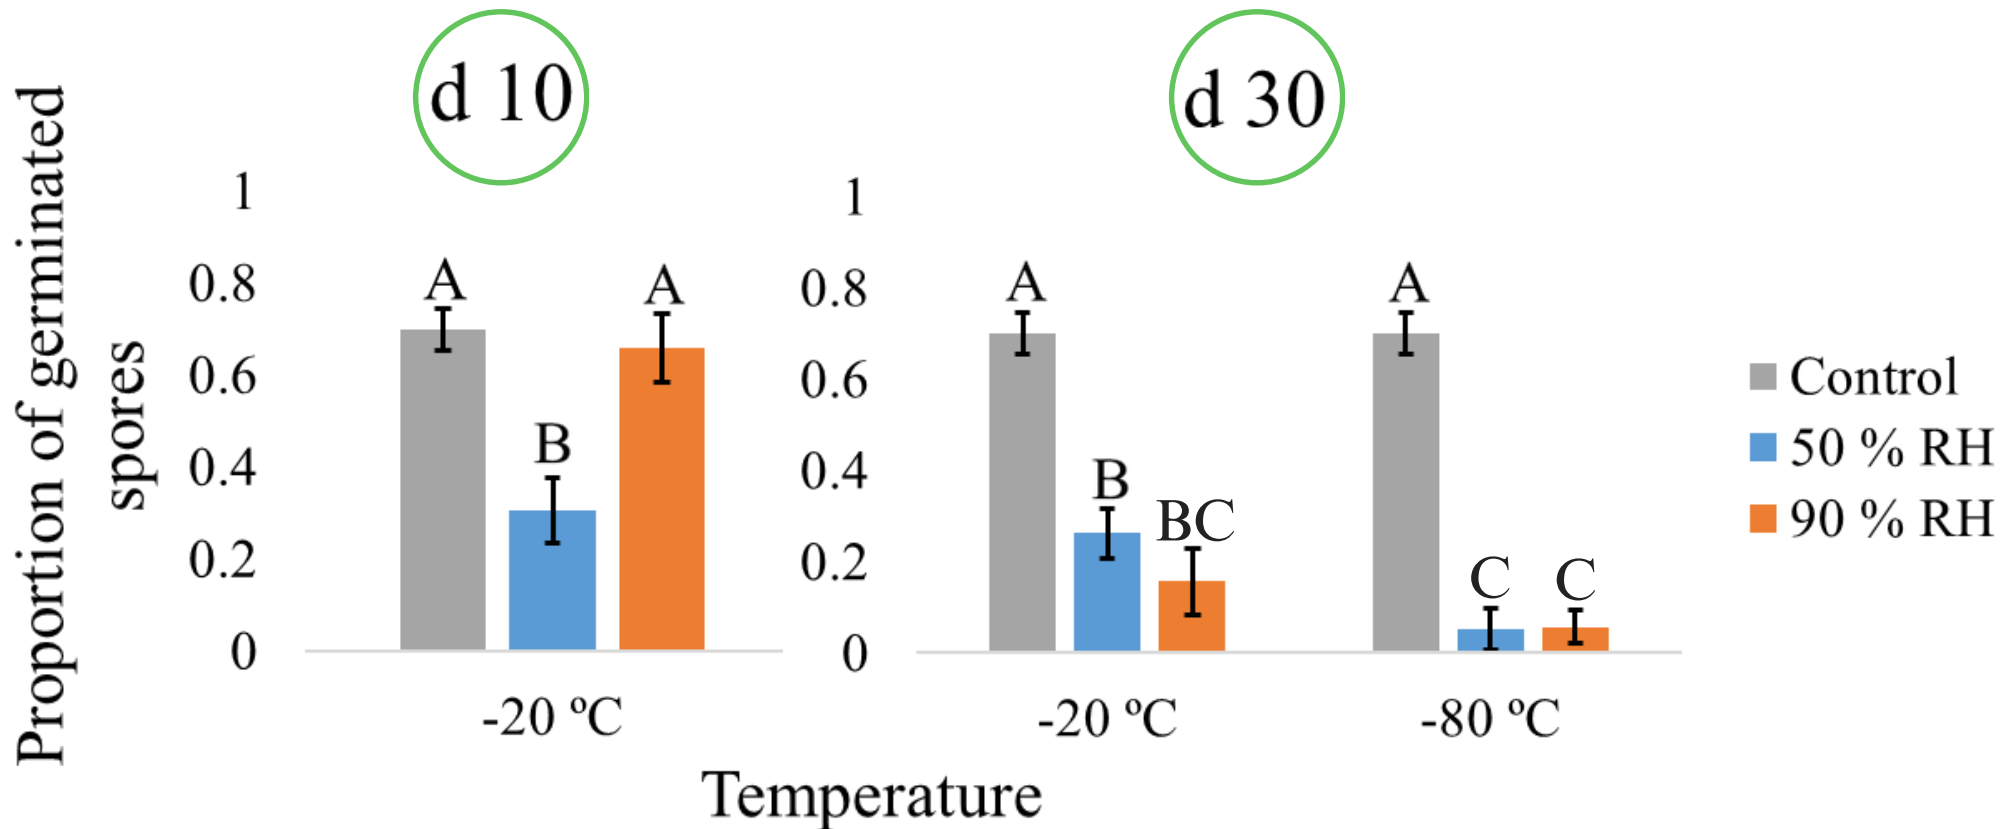 d 10
d 30
Proportion of germinated
spores
1
0.8
0.6
0.4
0.2
0
A
B
A
-20 ºC
1
0.8
0.6
0.4
0.2
0
A
B
BC
A
C
C
-20 ºC
-80 ºC
Temperature
Control
50 % RH
90 % RH